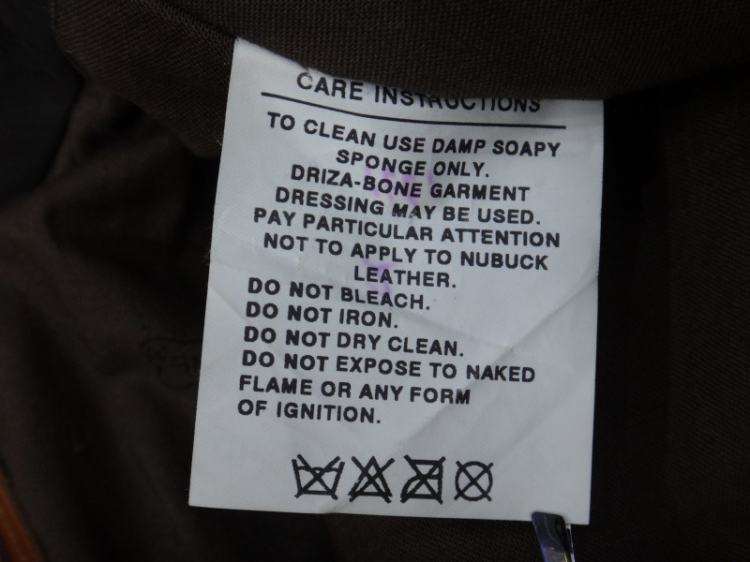 CARE INSTRUCTIONS
TO CLEAN USE DAMP SOAPY
SPONGE ONLY.
DRIZA-BONE GARMENT
DRESSING MAY BE USED.
PAY PARTICULAR ATTENTION
NOT TO APPLY TO NUBUCK
LEATHER.
DO NOT BLEACH.
DO NOT IRON.
DO NOT DRY CLEAN.
DO NOT EXPOSE TO NAKED
FLAME OR ANY FORM
OF IGNITION.